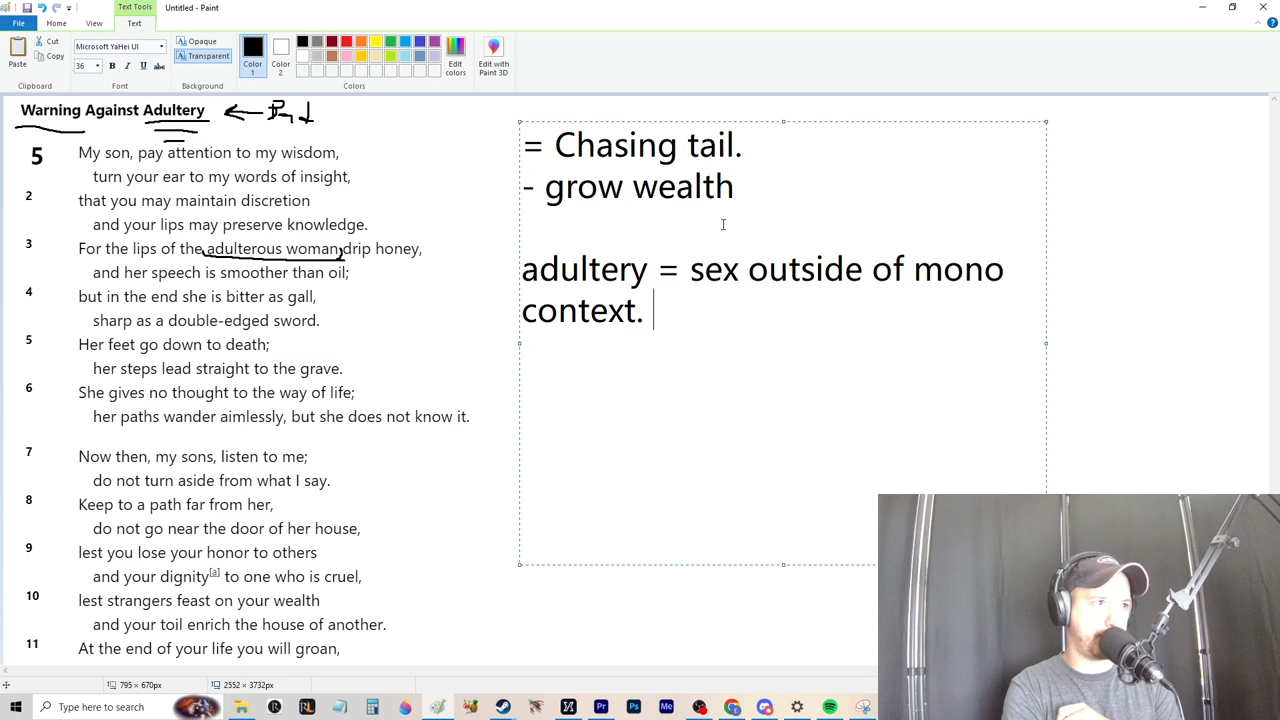 Text Tools
Untitled - Paint
File
Home
View
Text
Paste
Cut
Copy
Clipboard
Microsoft YaHei UI
36
B
I
U
abc
Font
Opaque
Transparent
Background
Color
1
Color
2
Edit
colors
Colors
Edit with
Paint 3D
Warning Against Adultery
5 My son, pay attention to my wisdom,
turn your ear to my words of insight,
2 that you may maintain discretion
and your lips may preserve knowledge.
3 For the lips of the adulterous woman drip honey,
and her speech is smoother than oil;
4 but in the end she is bitter as gall,
sharp as a double-edged sword.
5 Her feet go down to death;
her steps lead straight to the grave.
6 She gives no thought to the way of life;
her paths wander aimlessly, but she does not know it.
7 Now then, my sons, listen to me;
do not turn aside from what I say.
8 Keep to a path far from her,
do not go near the door of her house,
9 lest you lose your honor to others
and your dignity[a] to one who is cruel,
10 lest strangers feast on your wealth
and your toil enrich the house of another.
11 At the end of your life you will groan,
= Chasing tail.
- grow wealth
adultery = sex outside of mono
context.
795 × 670px
2552 × 3732px
Type here to search